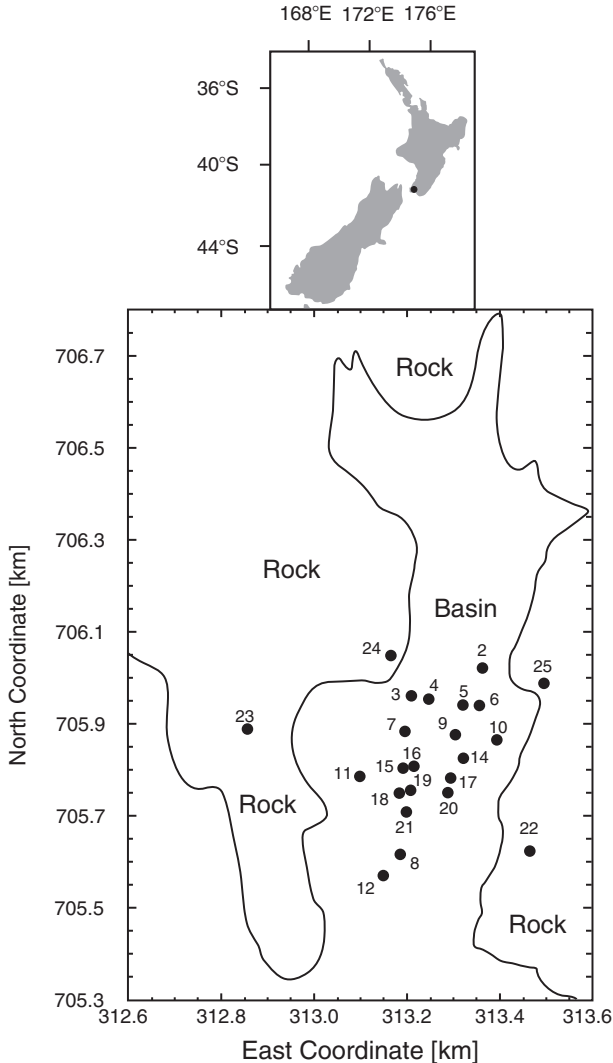 168°E 172°E 176°E
36°S
40°S
44°S
706.7
Rock
706.5
706.3
Rock
Basin
706.1
24
2
25
3
4
5
6
23
705.9
7
9
10
16
14
15
11
19
17
Rock
18
20
705.7
21
22
8
12
705.5
Rock
705.3
312.6 312.8 313.0 313.2 313.4 313.6
East Coordinate [km]
North Coordinate [km]